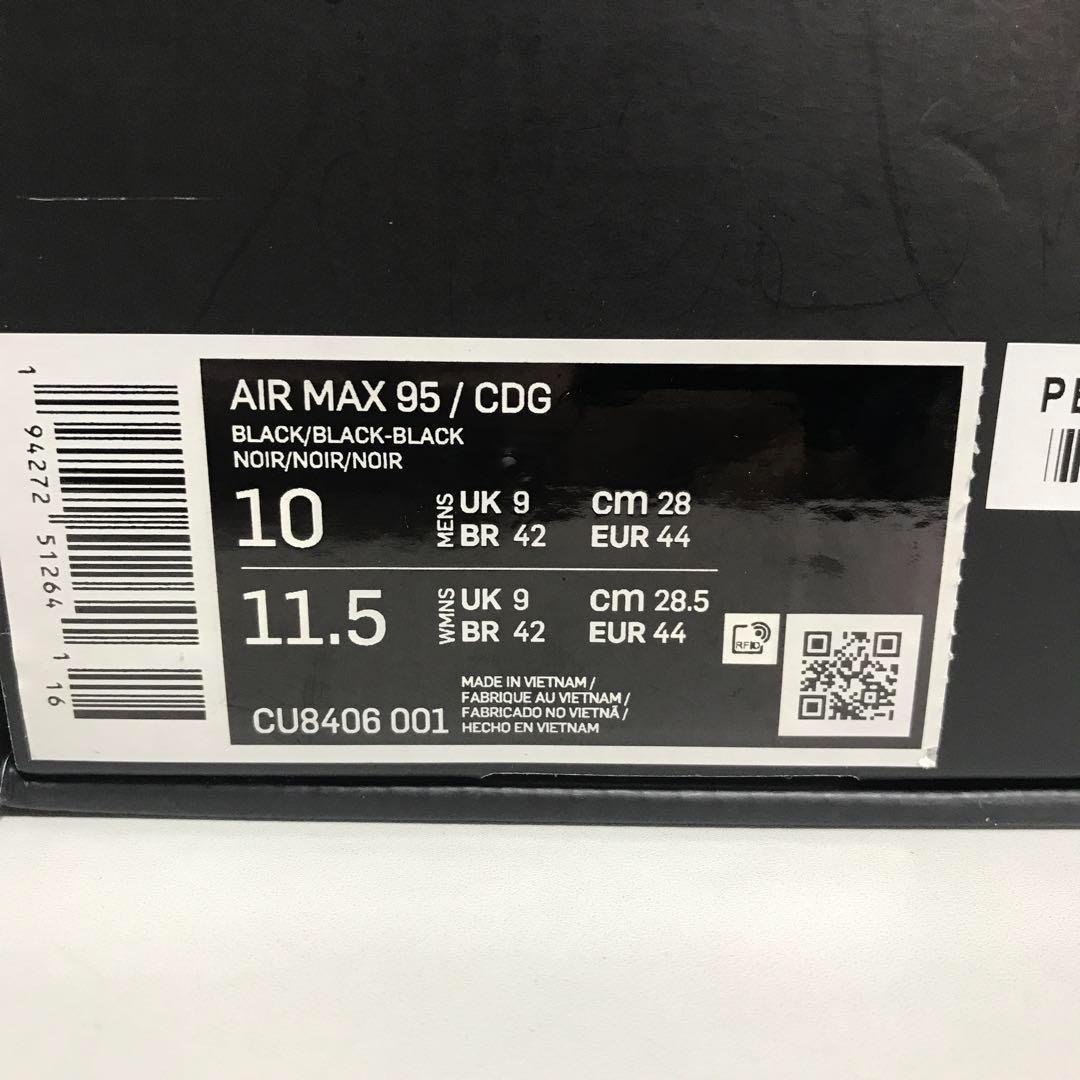 AIR MAX 95 / CDG
BLACK/BLACK-BLACK
NOIR/NOIR/NOIR
10
MENS
UK 9
cm 28
BR 42
EUR 44
11.5
WMNS
UK 9
cm 28.5
BR 42
EUR 44
RFID
CU8406 001
MADE IN VIETNAM /
FABRIQUE AU VIETNAM /
FABRICADO NO VIETNÃ /
HECHO EN VIETNAM
1 94272 51264 1 16